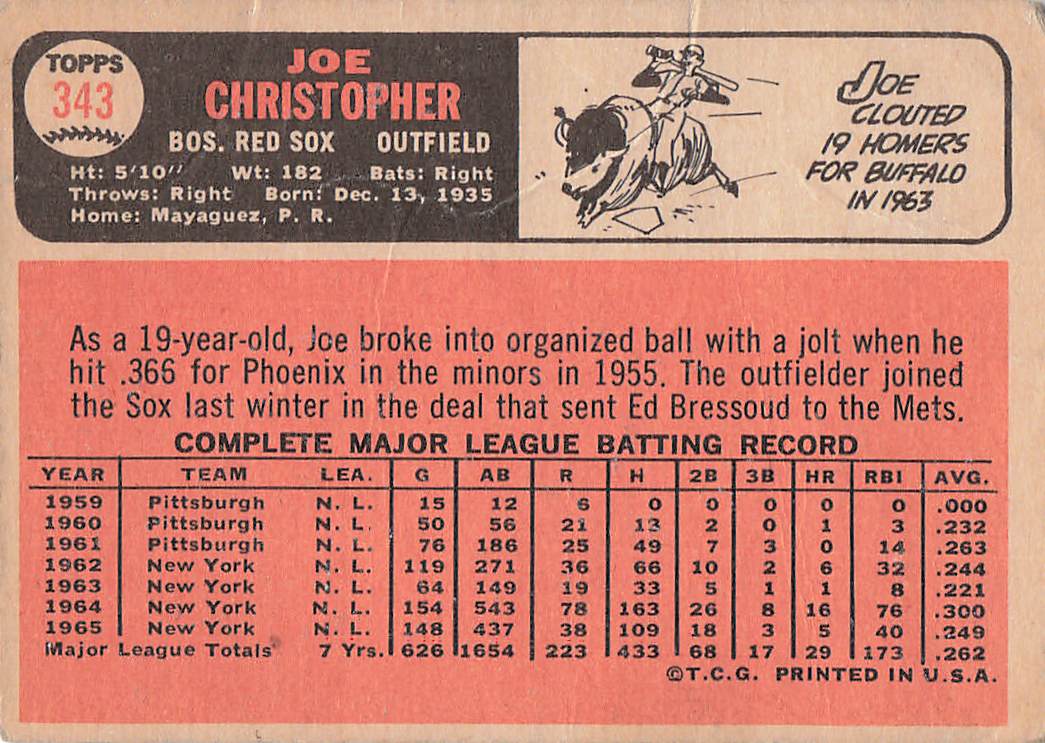 TOPPS
343
JOE
CHRISTOPHER
BOS. RED SOX OUTFIELD
Ht: 5'10" Wt: 182 Bats: Right
Throws: Right Born: Dec. 13, 1935
Home: Mayaguez, P. R.
JOE
CLOUTED
19 HOMERS
FOR BUFFALO
IN 1963
As a 19-year-old, Joe broke into organized ball with a jolt when he
hit .366 for Phoenix in the minors in 1955. The outfielder joined
the Sox last winter in the deal that sent Ed Bressoud to the Mets.
COMPLETE MAJOR LEAGUE BATTING RECORD
YEAR TEAM LEA. G AB R H 2B 3B HR RBI AVG.
1959 Pittsburgh N. L. 15 12 6 0 0 0 0 0 .000
1960 Pittsburgh N. L. 50 56 21 13 2 0 1 3 .232
1961 Pittsburgh N. L. 76 186 25 49 7 3 0 14 .263
1962 New York N. L. 119 271 36 66 10 2 6 32 .244
1963 New York N. L. 64 149 19 33 5 1 1 8 .221
1964 New York N. L. 154 543 78 163 26 8 16 76 .300
1965 New York N. L. 148 437 38 109 18 3 5 40 .249
Major League Totals 7 Yrs. 626 1654 223 433 68 17 29 173 .262
©T.C.G. PRINTED IN U.S.A.